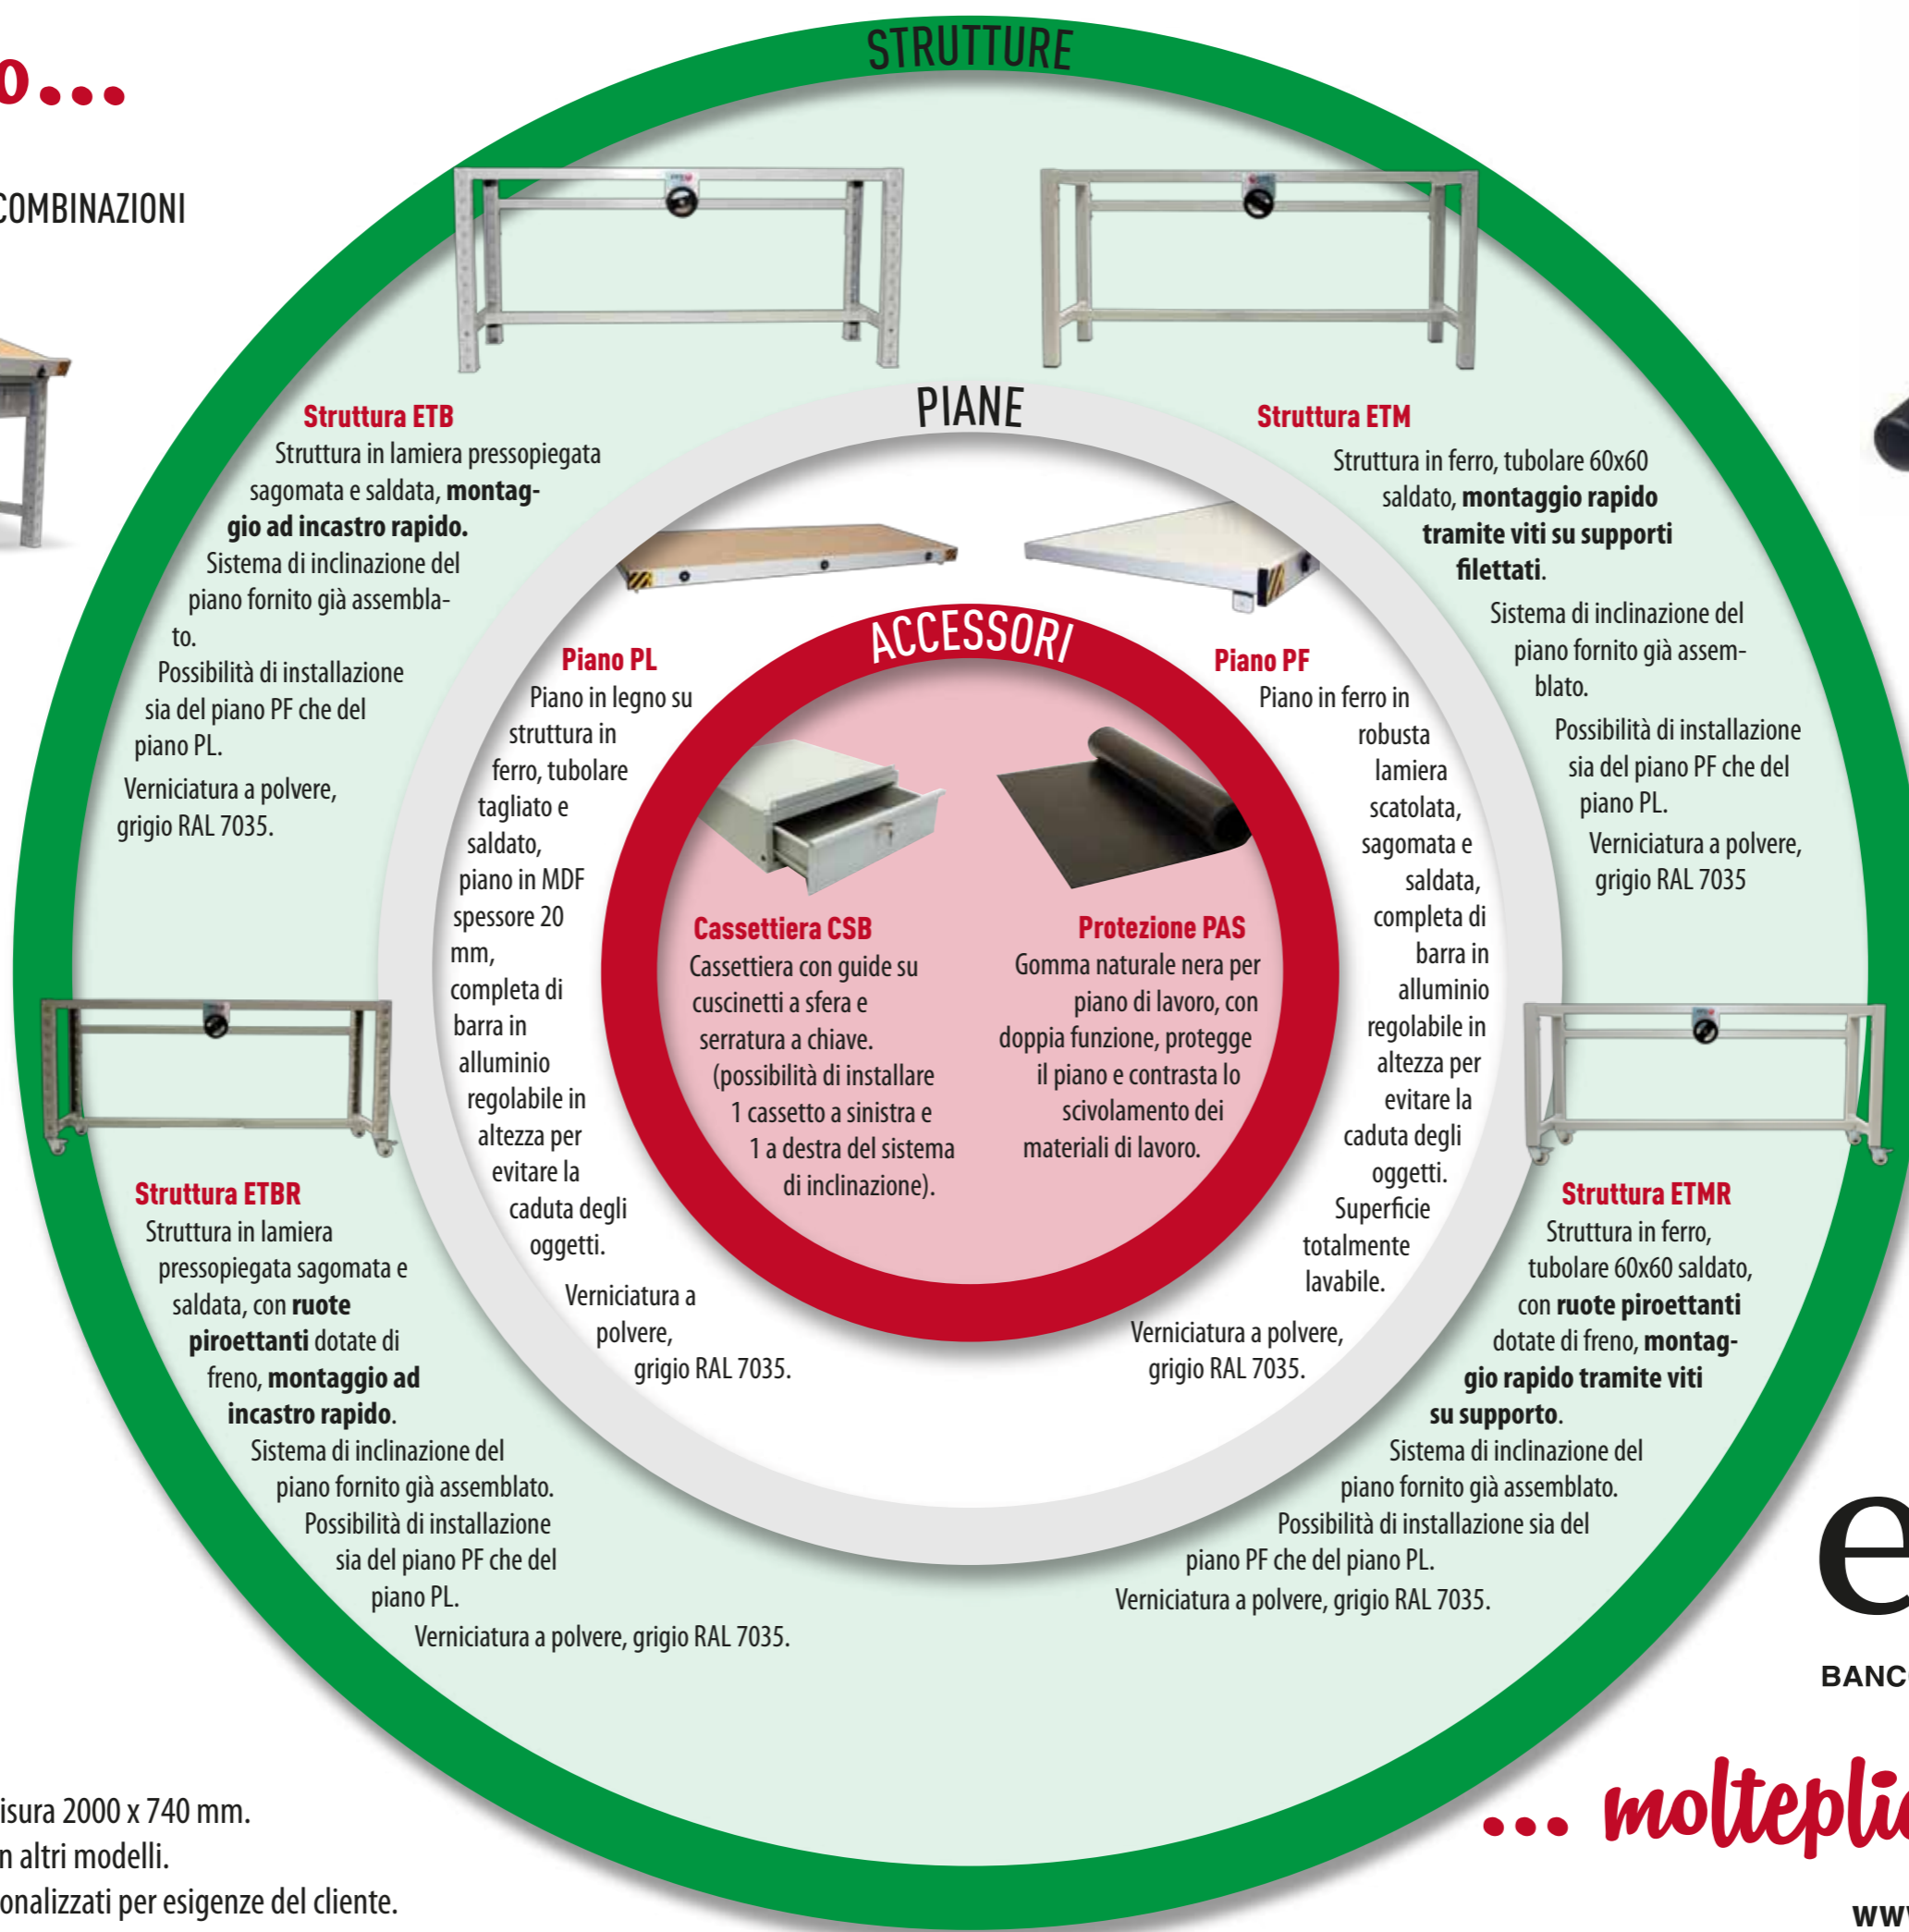 STRUTTURE
o...
COMBINAZIONI
Struttura ETB
Struttura in lamiera pressopiegata
sagomata e saldata, montag-
gio ad incastro rapido.
Sistema di inclinazione del
piano fornito già assembla-
to.
Possibilità di installazione
sia del piano PF che del
piano PL.
Verniciatura a polvere,
grigio RAL 7035.
Struttura ETM
Struttura in ferro, tubolare 60x60
saldato, montaggio rapido
tramite viti su supporti
filettati.
Sistema di inclinazione del
piano fornito già assem-
blato.
Possibilità di installazione
sia del piano PF che del
piano PL.
Verniciatura a polvere,
grigio RAL 7035
PIANE
Piano PL
Piano in legno su
struttura in
ferro, tubolare
tagliato e
saldato,
piano in MDF
spessore 20
mm,
completa di
barra in
alluminio
regolabile in
altezza per
evitare la
caduta degli
oggetti.
Verniciatura a
polvere,
grigio RAL 7035.
Piano PF
Piano in ferro in
robusta
lamiera
scatolata,
sagomata e
saldata,
completa di
barra in
alluminio
regolabile in
altezza per
evitare la
caduta degli
oggetti.
Superficie
totalmente
lavabile.
Verniciatura a polvere,
grigio RAL 7035.
ACCESSORI
Cassettiera CSB
Cassettiera con guide su
cuscinetti a sfera e
serratura a chiave.
(possibilità di installare
1 cassetto a sinistra e
1 a destra del sistema
di inclinazione).
Protezione PAS
Gomma naturale nera per
piano di lavoro, con
doppia funzione, protegge
il piano e contrasta lo
scivolamento dei
materiali di lavoro.
Struttura ETBR
Struttura in lamiera
pressopiegata sagomata e
saldata, con ruote
piroettanti dotate di
freno, montaggio ad
incastro rapido.
Sistema di inclinazione del
piano fornito già assemblato.
Possibilità di installazione
sia del piano PF che del
piano PL.
Verniciatura a polvere, grigio RAL 7035.
Struttura ETMR
Struttura in ferro,
tubolare 60x60 saldato,
con ruote piroettanti
dotate di freno, montag-
gio rapido tramite viti
su supporto.
Sistema di inclinazione del
piano fornito già assemblato.
Possibilità di installazione sia del
piano PF che del piano PL.
Verniciatura a polvere, grigio RAL 7035.
e
BANC
... molteplic
www
isura 2000 x 740 mm.
n altri modelli.
onalizzati per esigenze del cliente.